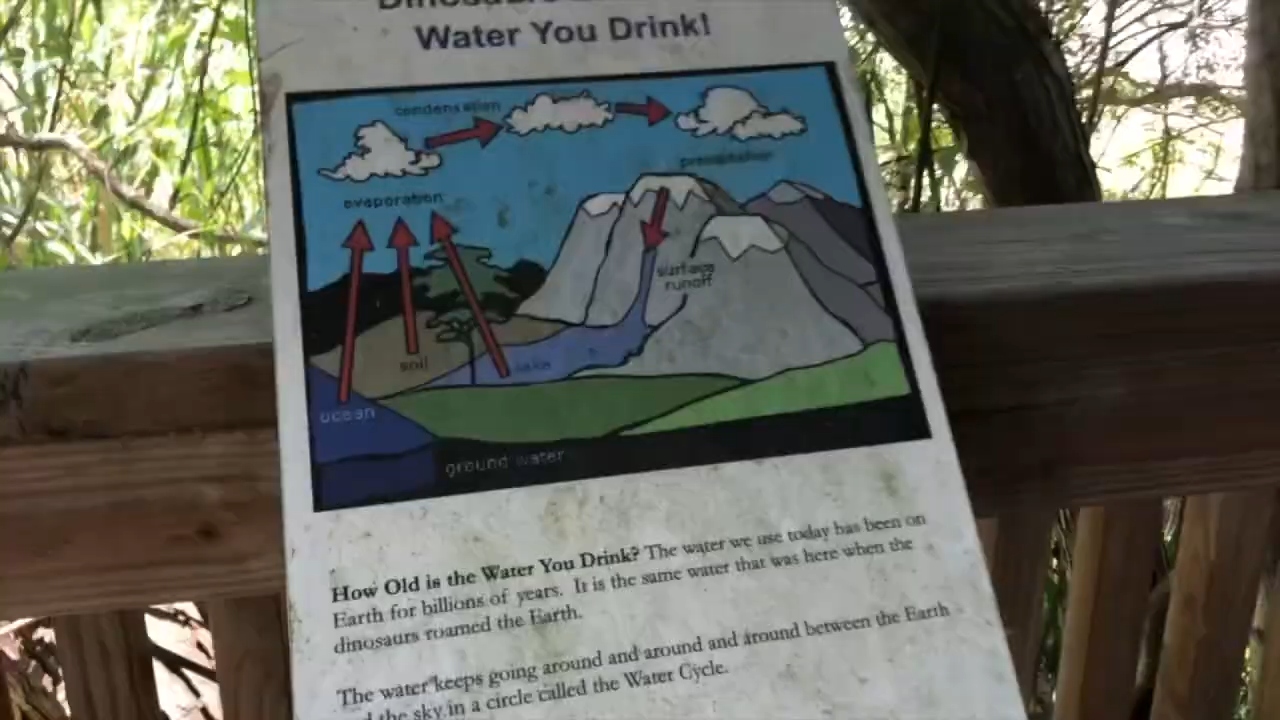 Water You Drink!
condensation
precipitation
evaporation
surface
runoff
soil
lake
ocean
ground water
How Old is the Water You Drink? The water we use today has been on
Earth for billions of years. It is the same water that was here when the
dinosaurs roamed the Earth.
The water keeps going around and around and around between the Earth
the sky in a circle called the Water Cycle.